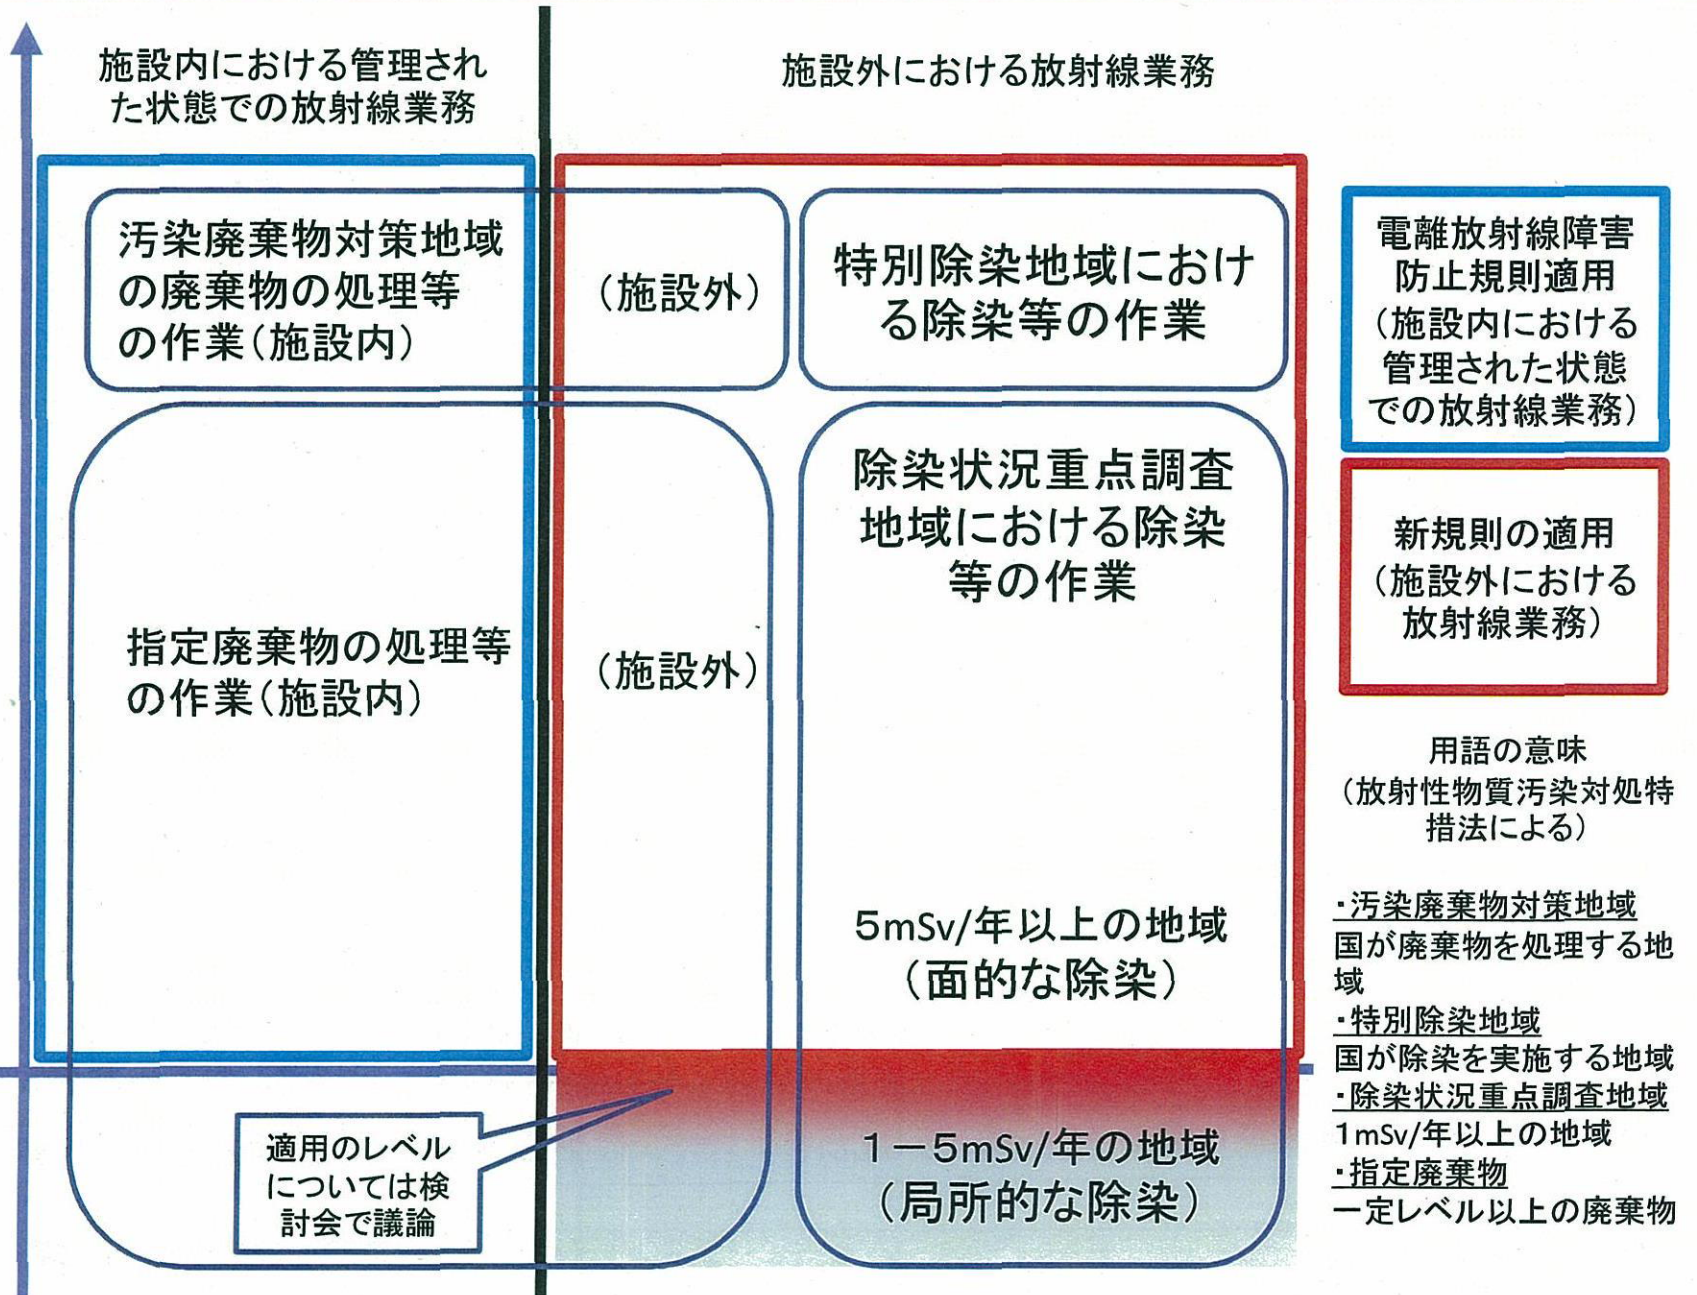 施設内における管理され
た状態での放射線業務
施設外における放射線業務
汚染廃棄物対策地域
の廃棄物の処理等
の作業(施設内)
(施設外)
特別除染地域におけ
る除染等の作業
指定廃棄物の処理等
の作業(施設内)
(施設外)
除染状況重点調査
地域における除染
等の作業
5mSv/年以上の地域
(面的な除染)
1-5mSv/年の地域
(局所的な除染)
適用のレベル
については検
討会で議論
電離放射線障害
防止規則適用
(施設内における
管理された状態
での放射線業務)
新規則の適用
(施設外における
放射線業務)
用語の意味
(放射性物質汚染対処特
措法による)
・汚染廃棄物対策地域
国が廃棄物を処理する地
域
・特別除染地域
国が除染を実施する地域
・除染状況重点調査地域
1mSv/年以上の地域
・指定廃棄物
一定レベル以上の廃棄物